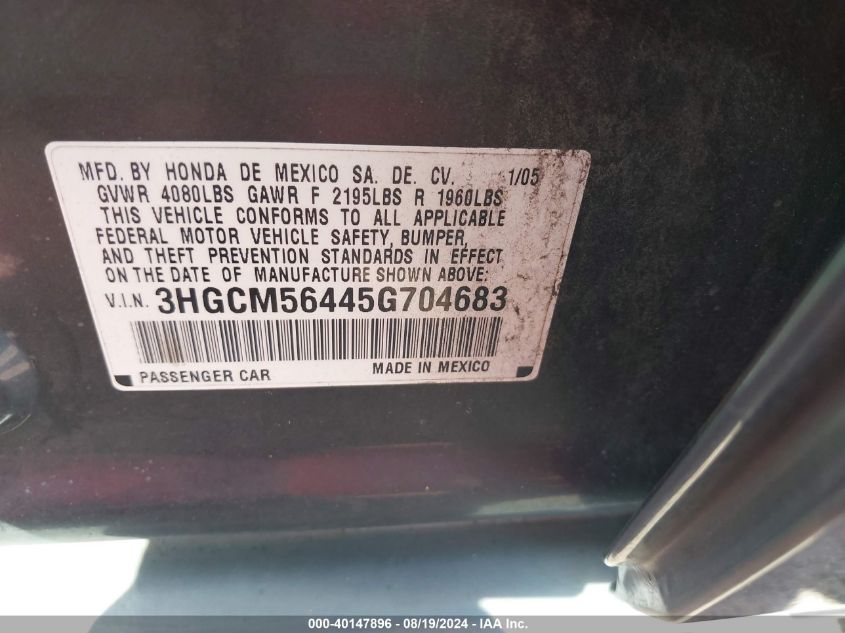 MFD. BY HONDA DE MEXICO SA. DE. CV. 1/05
GVWR 4080LBS GAWR F 2195LBS R 1960LBS
THIS VEHICLE CONFORMS TO ALL APPLICABLE
FEDERAL MOTOR VEHICLE SAFETY, BUMPER,
AND THEFT PREVENTION STANDARDS IN EFFECT
ON THE DATE OF MANUFACTURE SHOWN ABOVE:
V.I.N. 3HGCM56445G704683
PASSENGER CAR MADE IN MEXICO
000-40147896 - 08/19/2024 - IAA Inc.